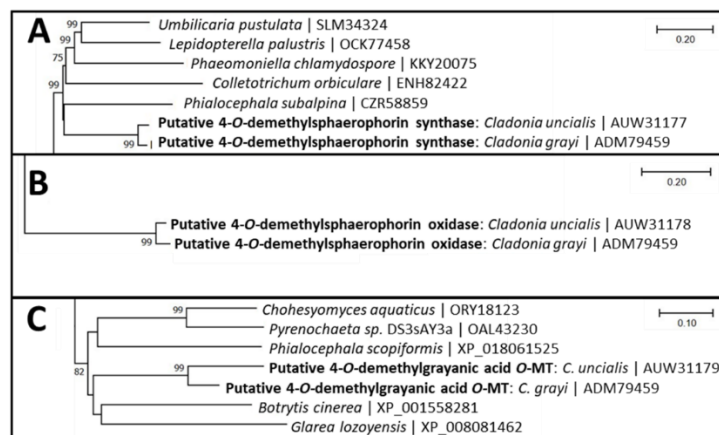 A
99
Umbilicaria pustulata | SLM34324
0.20
99
Lepidopterella palustris | OCK77458
75
Phaeomoniella chlamydospore | KKY20075
99
Colletotrichum orbiculare | ENH82422
Phialocephala subalpina | CZR58859
Putative 4-O-demethylsphaerophorin synthase: Cladonia uncialis | AUW31177
99
Putative 4-O-demethylsphaerophorin synthase: Cladonia grayi | ADM79459
B
0.20
Putative 4-O-demethylsphaerophorin oxidase: Cladonia uncialis | AUW31178
99
Putative 4-O-demethylsphaerophorin oxidase: Cladonia grayi | ADM79459
C
99
Chohesyomyces aquaticus | ORY18123
0.10
Pyrenochaeta sp. DS3sAY3a | OAL43230
Phialocephala scopiformis | XP_018061525
82
99
Putative 4-O-demethylgrayanic acid O-MT: C. uncialis | AUW31179
Putative 4-O-demethylgrayanic acid O-MT: C. grayi | ADM79459
Botrytis cinerea | XP_001558281
Glarea lozoyensis | XP_008081462